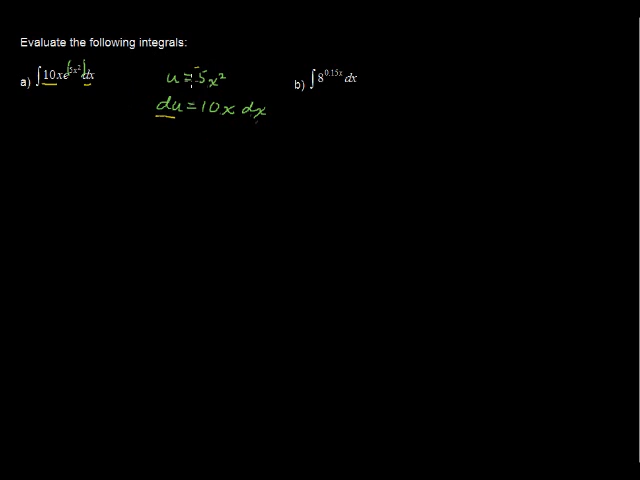 Evaluate the following integrals:
a) ∫10xe^(5x²)dx
u = 5x²
du = 10x dx
b) ∫8^0.15x dx